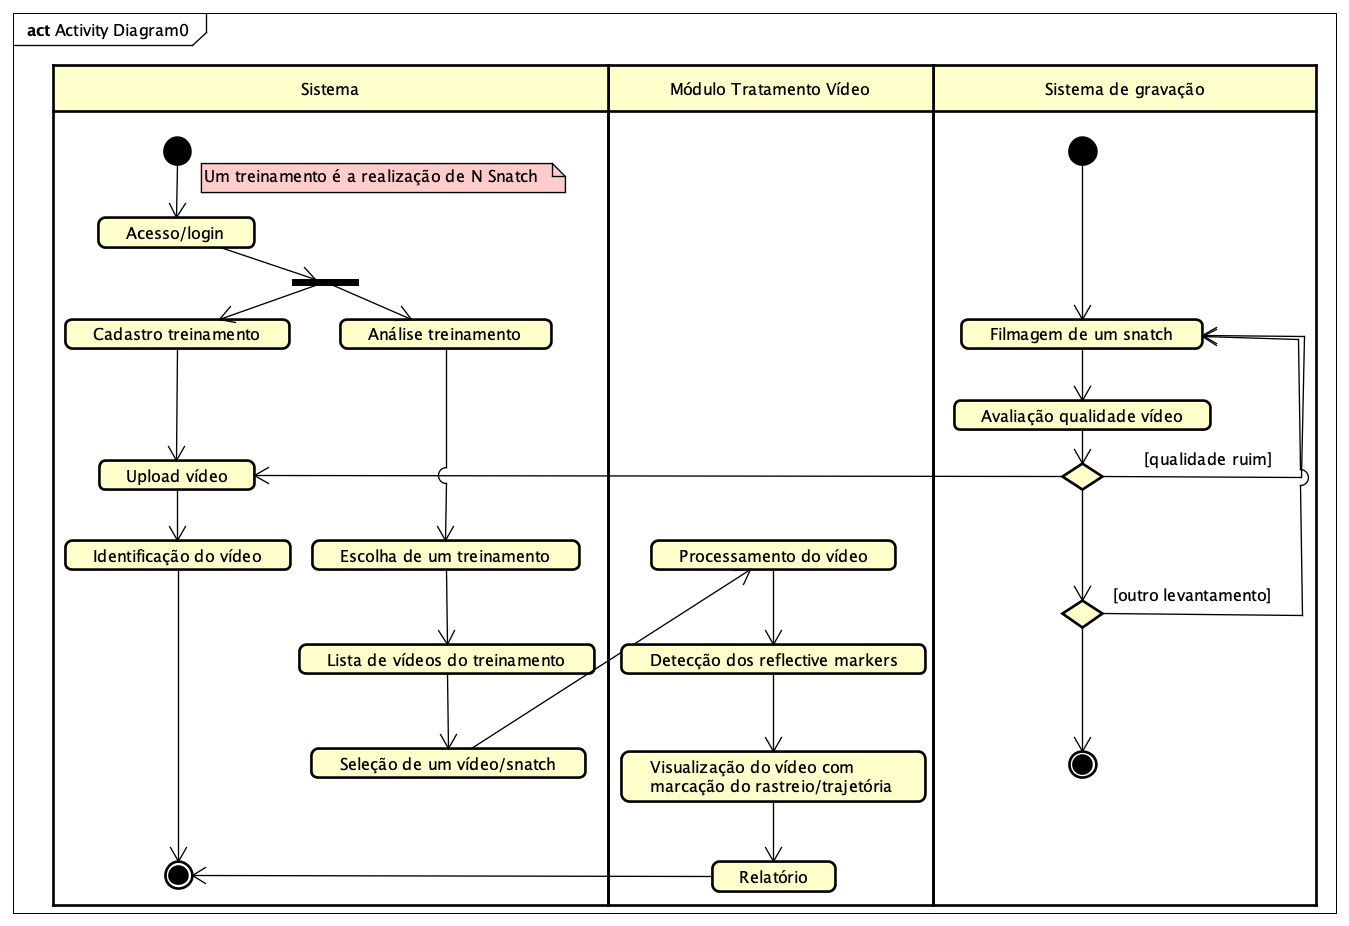 act Activity Diagram0
Sistema
Módulo Tratamento Vídeo
Sistema de gravação
Um treinamento é a realização de N Snatch
Acesso/login
Cadastro treinamento
Análise treinamento
Filmagem de um snatch
Avaliação qualidade vídeo
[qualidade ruim]
Upload vídeo
Identificação do vídeo
Escolha de um treinamento
Processamento do vídeo
[outro levantamento]
Lista de vídeos do treinamento
Detecção dos reflective markers
Seleção de um vídeo/snatch
Visualização do vídeo com
marcação do rastreio/trajetória
Relatório